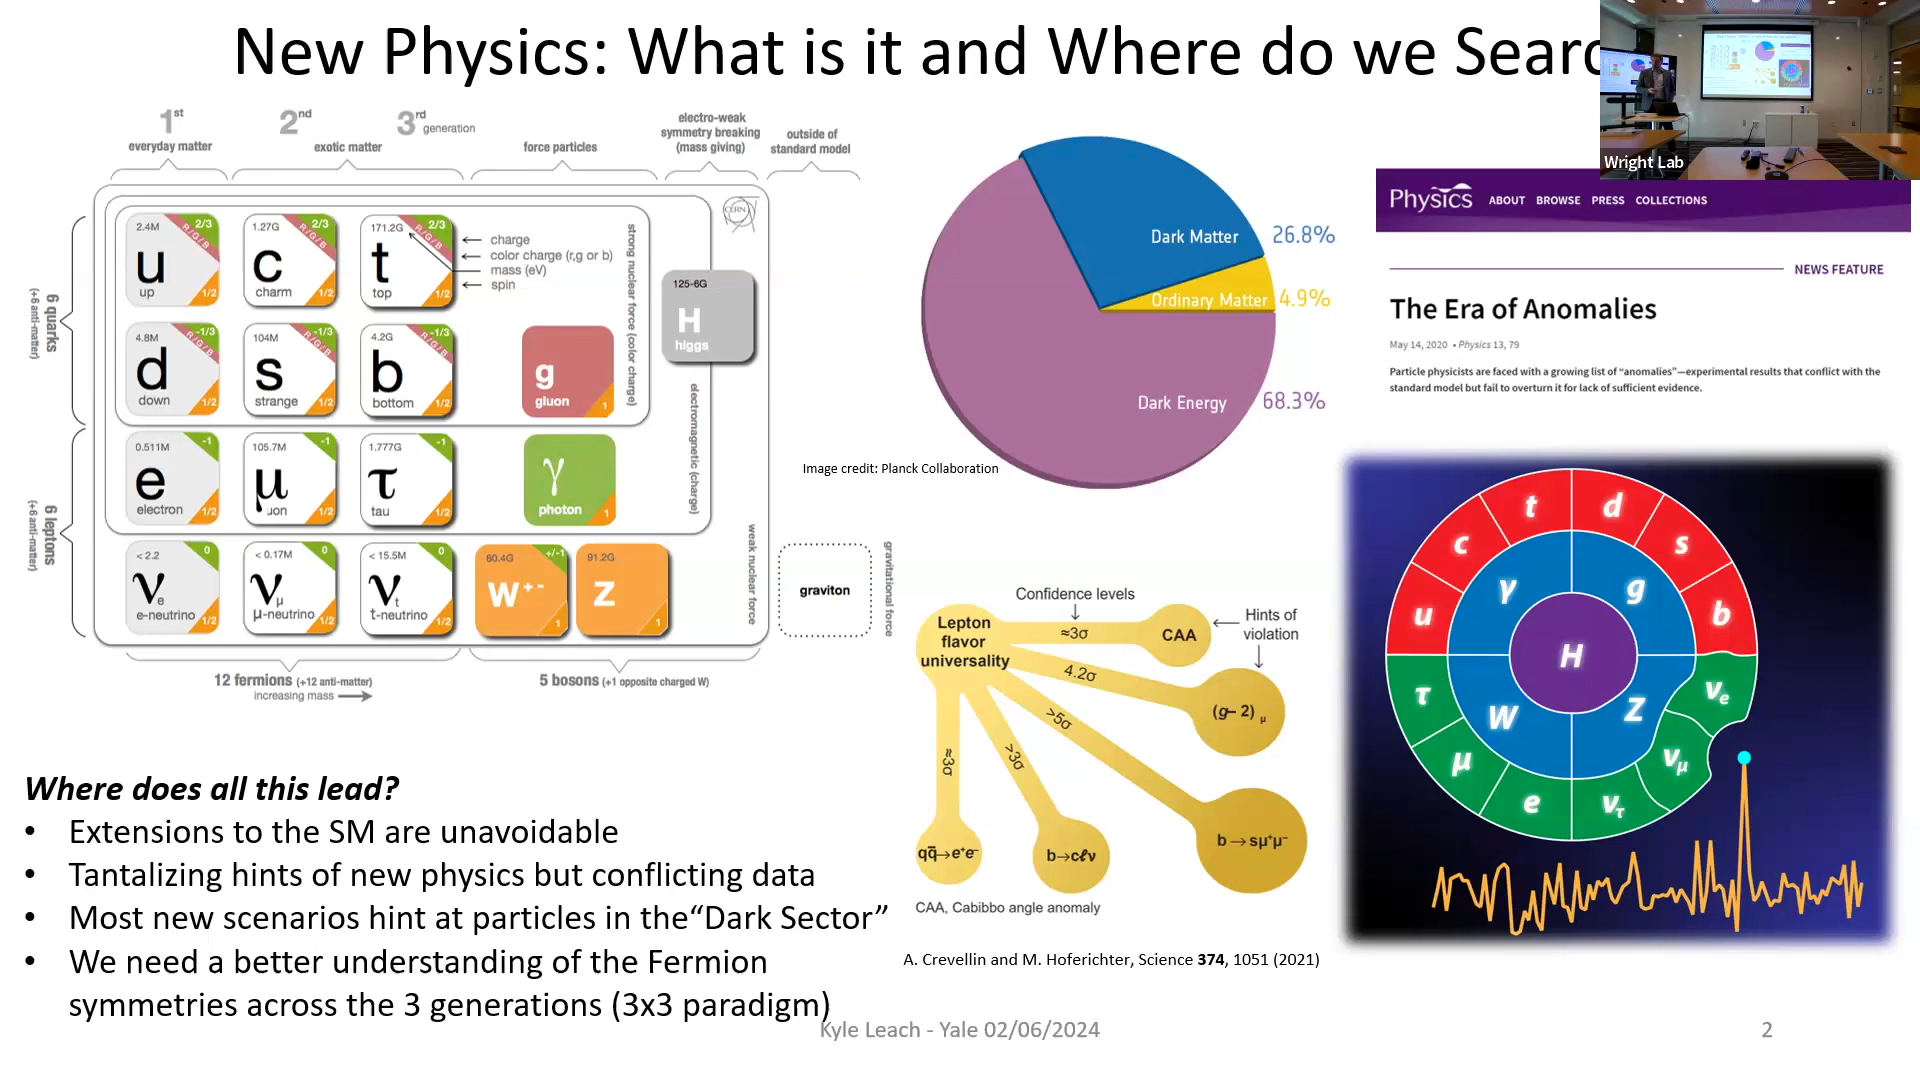 New Physics: What is it and Where do we Searc
Wright Lab
1st
2nd
3rd
generation
everyday matter
exotic matter
force particles
electro-weak
symmetry breaking
(mass giving)
outside of
standard model
6 quarks
(+6 anti-matter)
6 leptons
(+6 anti-matter)
2.4M
2/3
R/G/B
u
up
1/2
1.27G
2/3
R/G/B
c
charm
1/2
171.2G
2/3
R/G/B
t
top
1/2
charge
color charge (r,g or b)
mass (eV)
spin
strong nuclear force (color charge)
CERN
125-6G
H
higgs
4.8M
-1/3
R/G/B
d
down
1/2
104M
-1/3
R/G/B
s
strange
1/2
4.2G
-1/3
R/G/B
b
bottom
1/2
g
gluon
1
electromagnetic (charge)
0.511M
-1
e
electron
1/2
105.7M
-1
μ
uon
1/2
1.777G
-1
τ
tau
1/2
γ
photon
1
weak nuclear force
< 2.2
0
νe
e-neutrino
1/2
< 0.17M
0
νμ
μ-neutrino
1/2
< 15.5M
0
νt
t-neutrino
1/2
80.4G
+/-1
W+-
1
91.2G
Z
1
graviton
gravitational force
12 fermions (+12 anti-matter)
increasing mass
5 bosons (+1 opposite charged W)
Dark Matter 26.8%
Ordinary Matter 4.9%
Dark Energy 68.3%
Image credit: Planck Collaboration
Physics ABOUT BROWSE PRESS COLLECTIONS
NEWS FEATURE
The Era of Anomalies
May 14, 2020 • Physics 13, 79
Particle physicists are faced with a growing list of “anomalies”—experimental results that conflict with the
standard model but fail to overturn it for lack of sufficient evidence.
Confidence levels
Hints of
violation
Lepton
flavor
universality
≈3σ
CAA
4.2σ
(g– 2) μ
>5σ
b→sμ+μ−
>3σ
b→cℓν
≈3σ
qq̄→e+e−
CAA, Cabibbo angle anomaly
A. Crevellin and M. Hoferichter, Science 374, 1051 (2021)
t
d
c
s
u
b
γ
g
H
W
Z
τ
νe
μ
νμ
e
ντ
Where does all this lead?
• Extensions to the SM are unavoidable
• Tantalizing hints of new physics but conflicting data
• Most new scenarios hint at particles in the“Dark Sector”
• We need a better understanding of the Fermion
symmetries across the 3 generations (3x3 paradigm)
Kyle Leach - Yale 02/06/2024
2